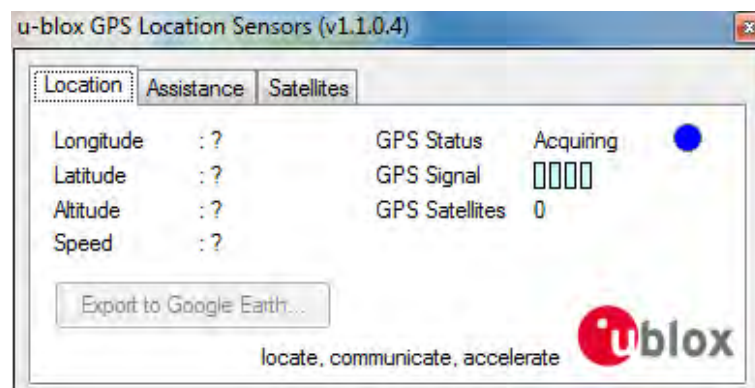 u-blox GPS Location Sensors (v1.1.0.4)
Location Assistance Satellites
Longitude : ? GPS Status Acquiring
Latitude : ? GPS Signal
Altitude : ? GPS Satellites 0
Speed : ?
Export to Google Earth...
locate, communicate, accelerate ublox